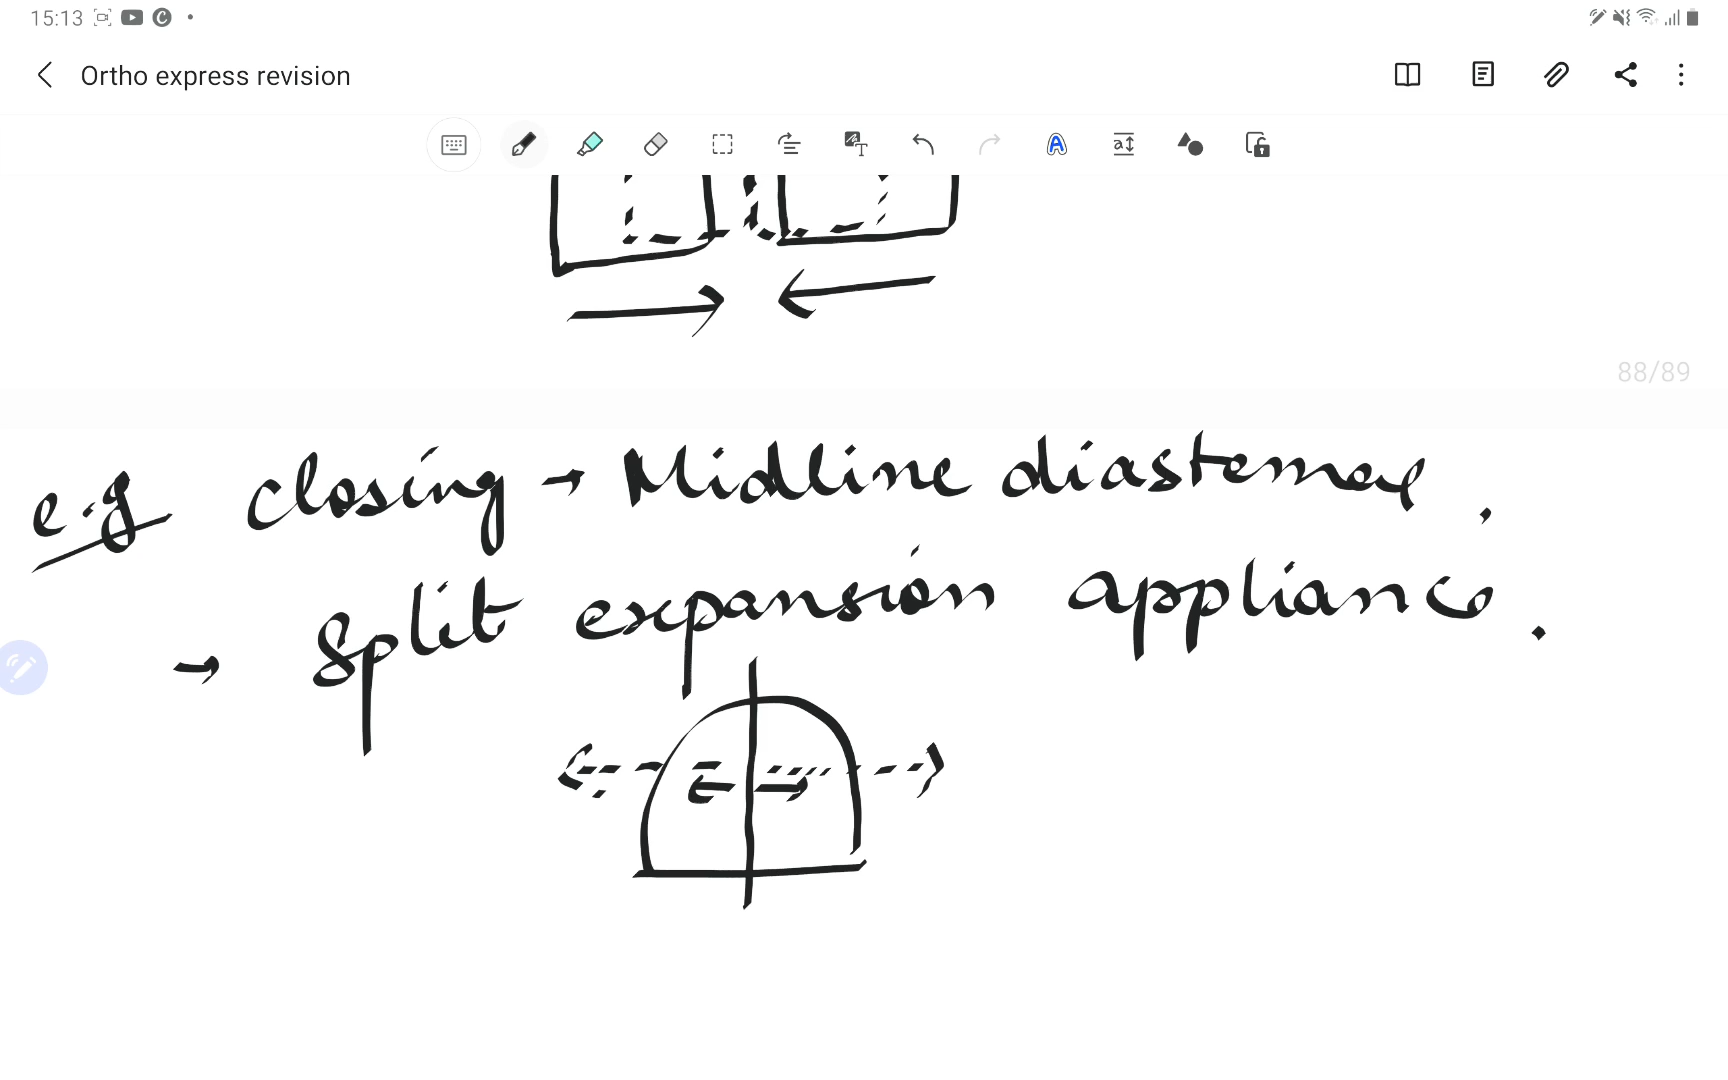 15:13
Ortho express revision
88/89
e.g closing → Midline diastema.
→ Split expansion appliance.